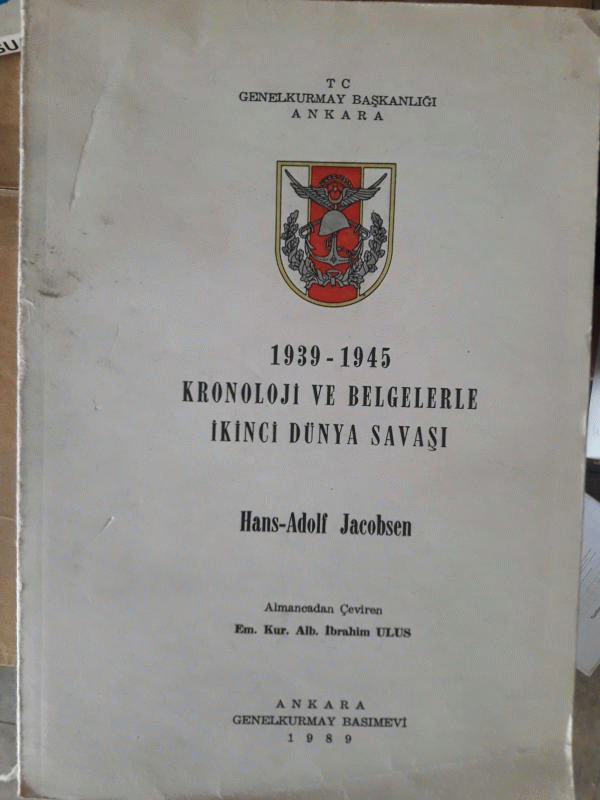 T C
GENELKURMAY BAŞKANLIĞI
ANKARA
1939 - 1945
KRONOLOJİ VE BELGELERLE
İKİNCİ DÜNYA SAVAŞI
Hans-Adolf Jacobsen
Almancadan Çeviren
Em. Kur. Alb. İbrahim ULUS
ANKARA
GENELKURMAY BASIMEVİ
1989